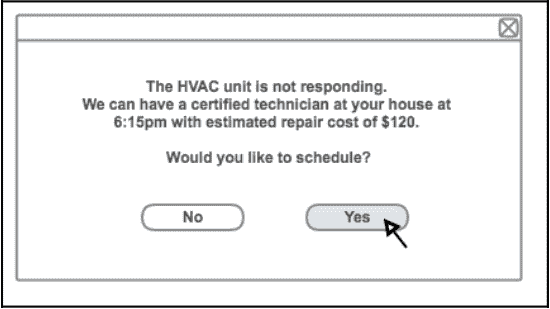 The HVAC unit is not responding.
We can have a certified technician at your house at
6:15pm with estimated repair cost of $120.
Would you like to schedule?
No
Yes